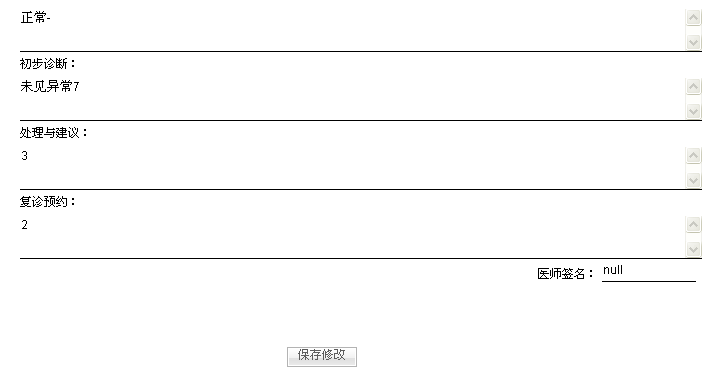 正常-
初步诊断：
未见异常7
处理与建议：
3
复诊预约：
2
医师签名： null
保存修改